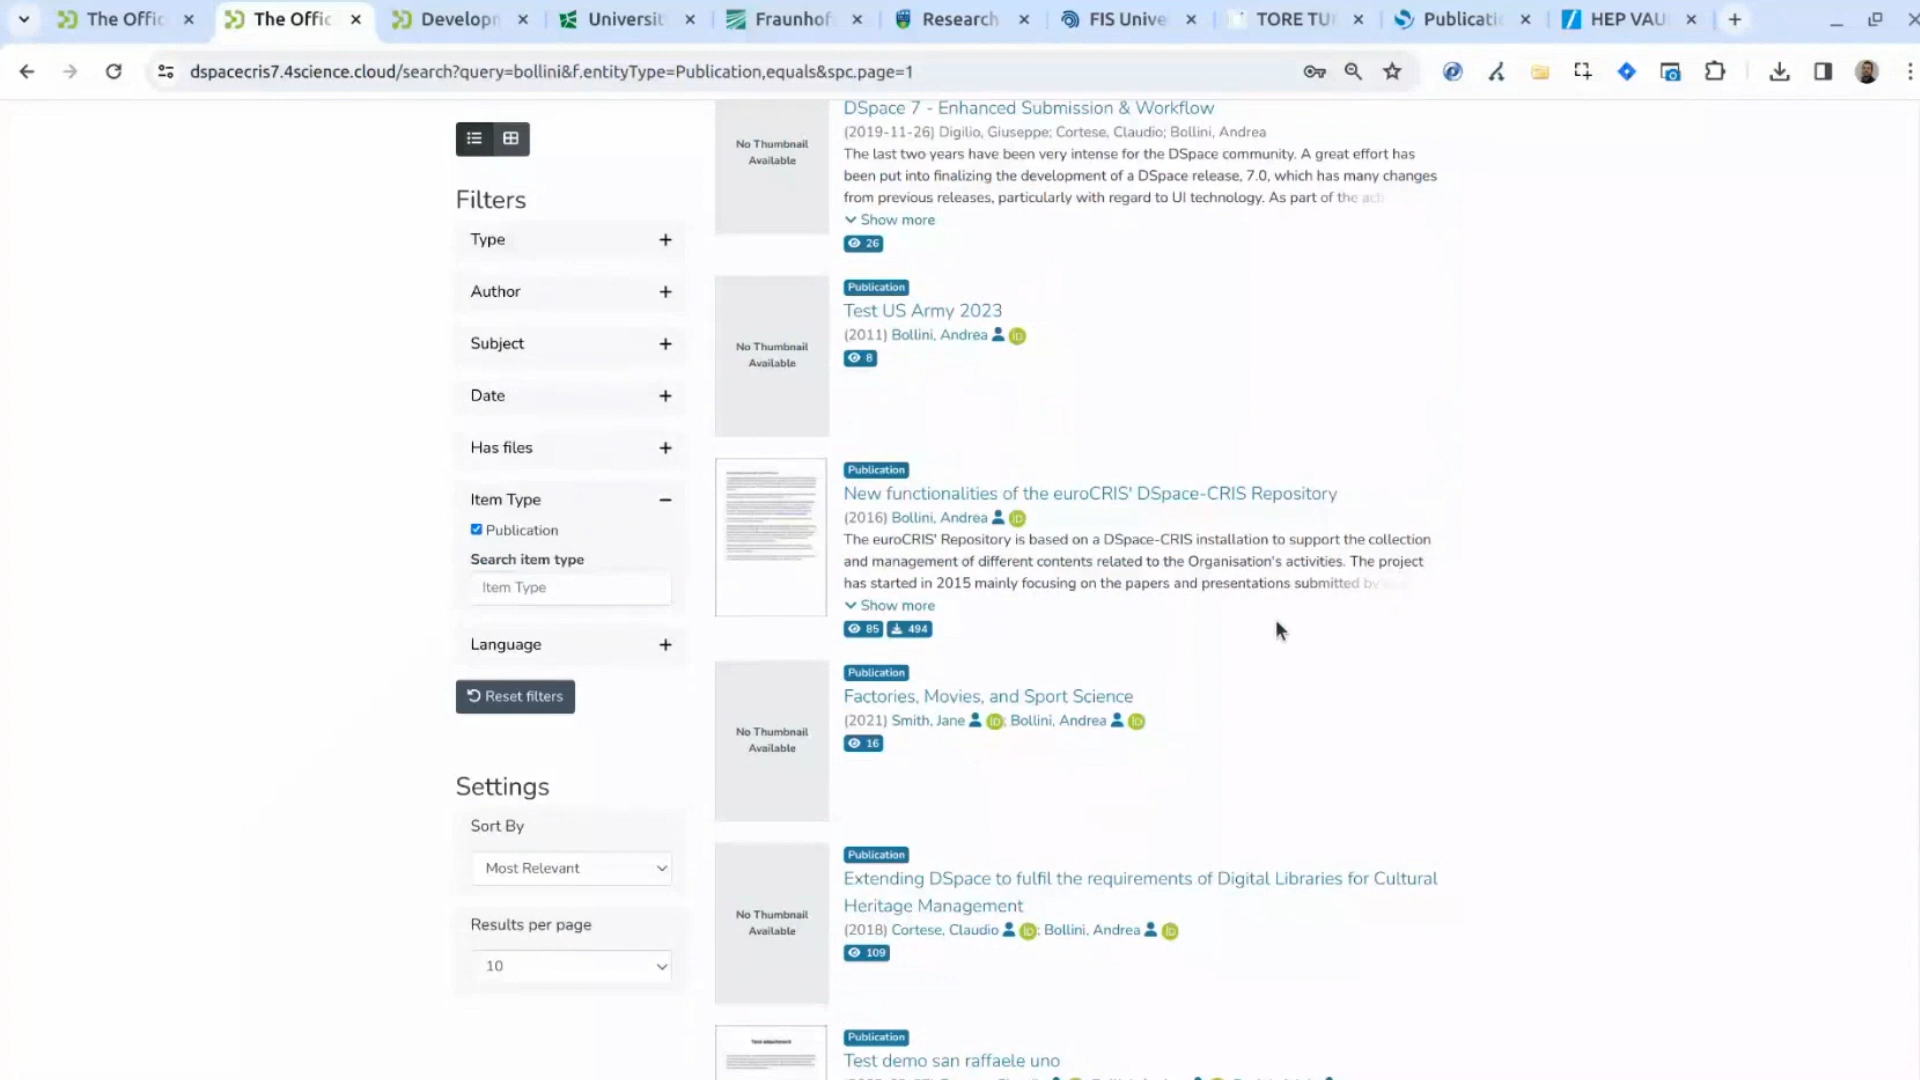 The Offic
The Offic
Developm
Universit
Fraunhof
Research
FIS Unive
TORE TU
Publicati
HEP VAU
dspacecris7.4science.cloud/search?query=bollini&f.entityType=Publication,equals&spc.page=1
Filters
Type
Author
Subject
Date
Has files
Item Type
Publication
Search item type
Item Type
Language
Reset filters
Settings
Sort By
Most Relevant
Results per page
10
No Thumbnail
Available
DSpace 7 - Enhanced Submission & Workflow
(2019-11-26) Digilio, Giuseppe; Cortese, Claudio; Bollini, Andrea
The last two years have been very intense for the DSpace community. A great effort has
been put into finalizing the development of a DSpace release, 7.0, which has many changes
from previous releases, particularly with regard to UI technology. As part of the
Show more
26
No Thumbnail
Available
Publication
Test US Army 2023
(2011) Bollini, Andrea iD
8
Publication
New functionalities of the euroCRIS' DSpace-CRIS Repository
(2016) Bollini, Andrea iD
The euroCRIS' Repository is based on a DSpace-CRIS installation to support the collection
and management of different contents related to the Organisation's activities. The project
has started in 2015 mainly focusing on the papers and presentations submitted by
Show more
85 494
No Thumbnail
Available
Publication
Factories, Movies, and Sport Science
(2021) Smith, Jane iD; Bollini, Andrea iD
16
No Thumbnail
Available
Publication
Extending DSpace to fulfil the requirements of Digital Libraries for Cultural
Heritage Management
(2018) Cortese, Claudio iD; Bollini, Andrea iD
109
Publication
Test demo san raffaele uno